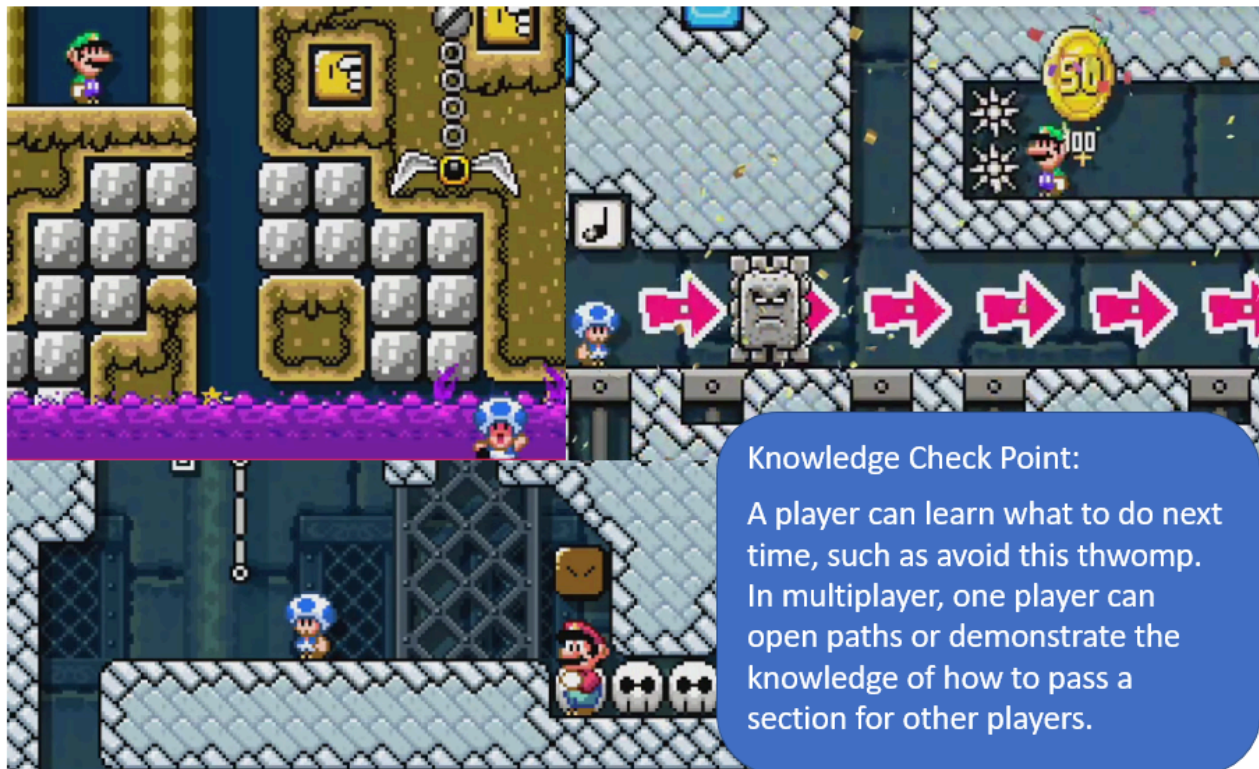 50
100
Knowledge Check Point:
A player can learn what to do next
time, such as avoid this thwomp.
In multiplayer, one player can
open paths or demonstrate the
knowledge of how to pass a
section for other players.